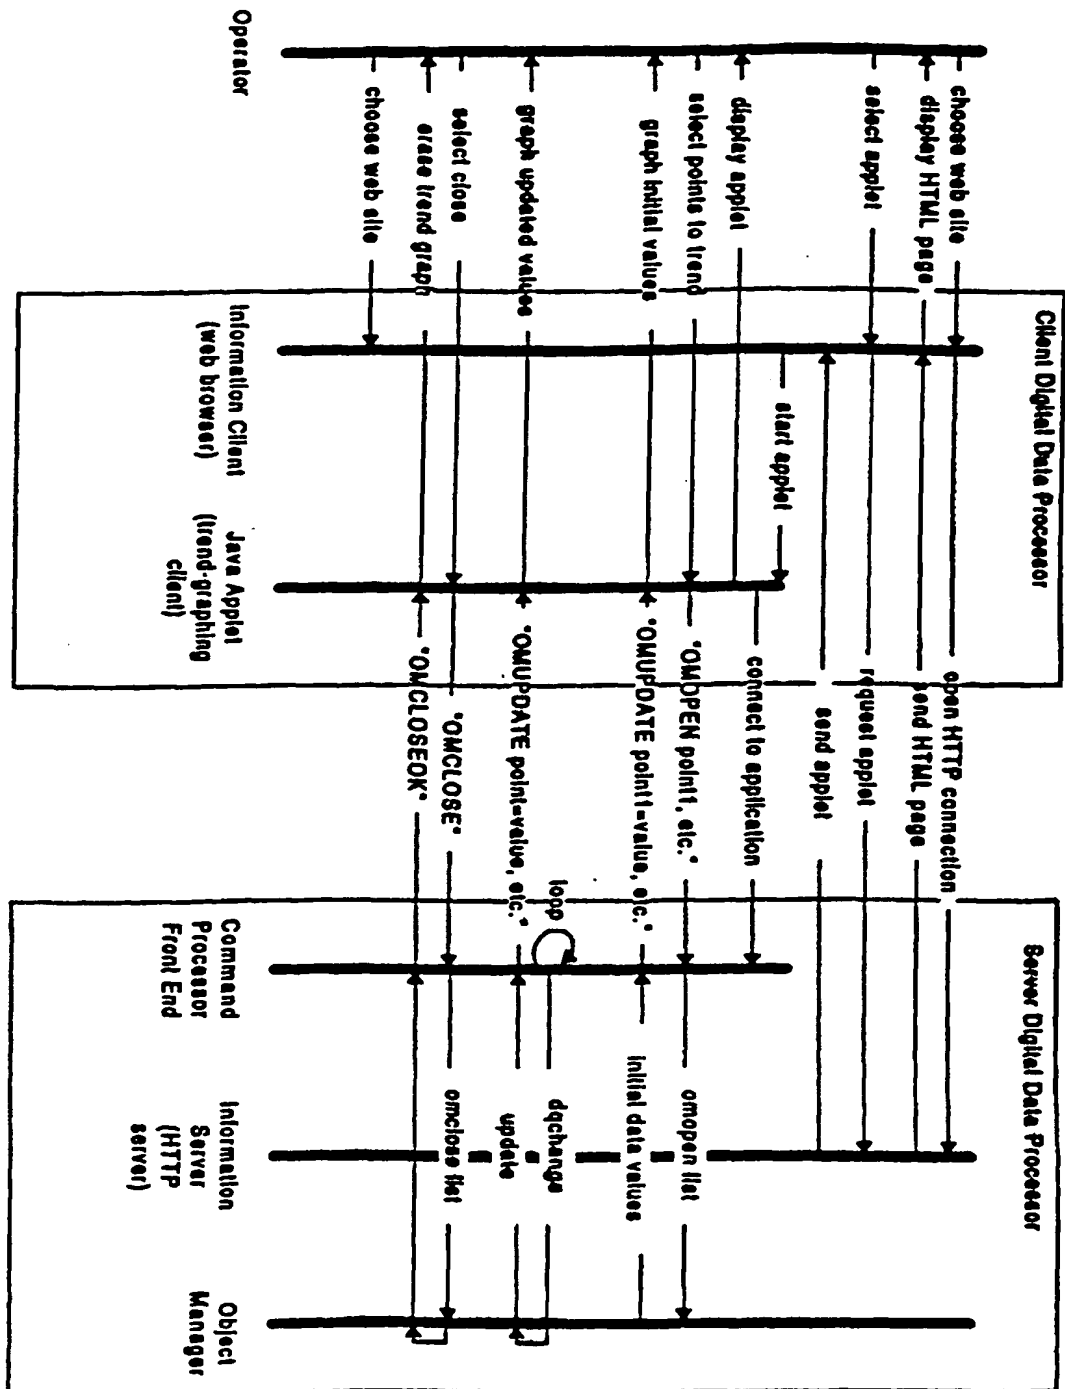 Client Digital Data Processor
Server Digital Data Processor
choose web site
open HTTP connection
display HTML page
send HTML page
select applet
request applet
send applet
start applet
connect to application
display applet
select points to trend
"OMOPEN point1, etc."
omopen list
graph initial values
"OMUPDATE point1=value, etc."
initial data values
loop
dqchange
graph updated values
"OMUPDATE point=value, etc."
update
select close
"OMCLOSE"
omclose list
erase trend graph
"OMCLOSEOK"
choose web site
Operator
Information Client
(web browser)
Java Applet
(trend-graphing
client)
Command
Processor
Front End
Information
Server
(HTTP
server)
Object
Manager